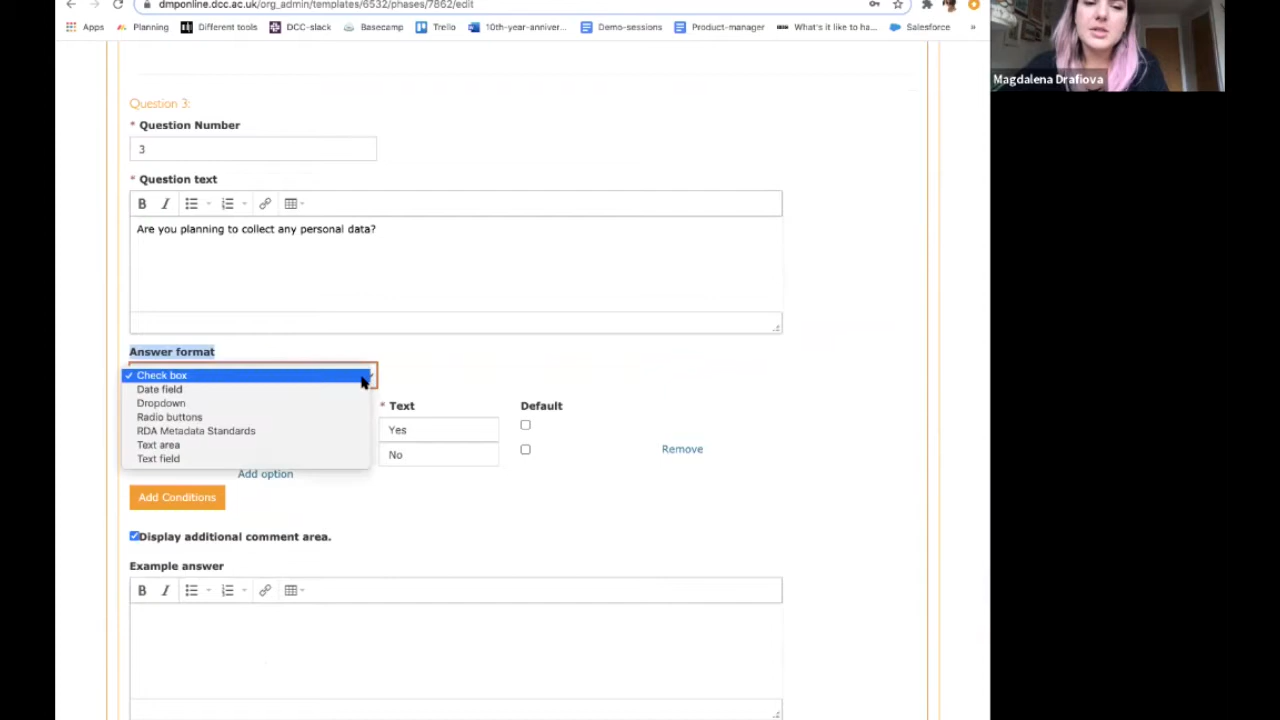 dmponline.dcc.ac.uk/org_admin/templates/6532/phases/7862/edit
Apps Planning Different tools DCC-slack Basecamp Trello 10th-year-anniver... Demo-sessions Product-manager What's it like to ha... Salesforce »
Magdalena Drafiova
Question 3:
* Question Number
3
* Question text
B I
Are you planning to collect any personal data?
Answer format
✓ Check box
Date field
Dropdown
Radio buttons
RDA Metadata Standards
Text area
Text field
* Text Default
Yes
No Remove
Add option
Add Conditions
Display additional comment area.
Example answer
B I